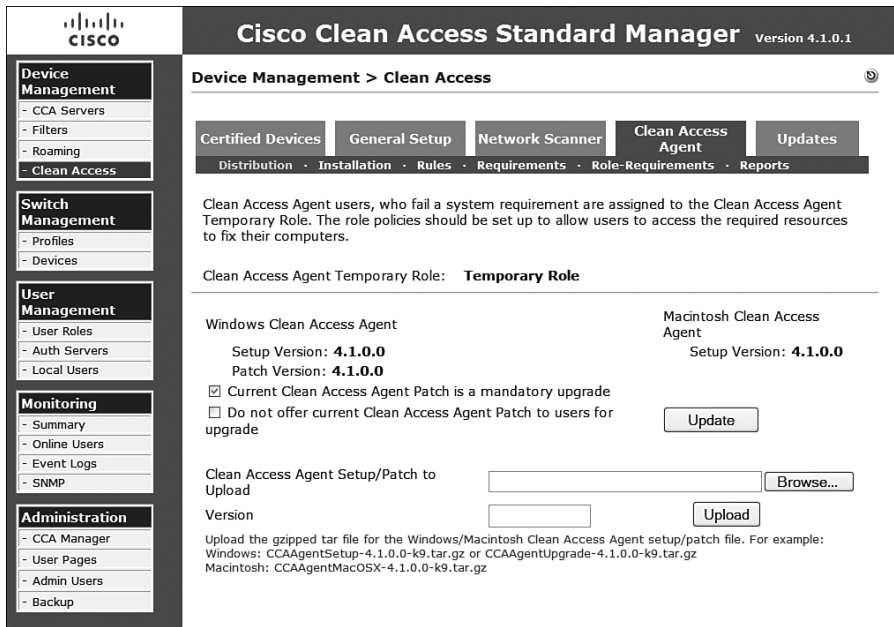 CISCO
Cisco Clean Access Standard Manager Version 4.1.0.1
Device
Management
- CCA Servers
- Filters
- Roaming
- Clean Access
Switch
Management
- Profiles
- Devices
User
Management
- User Roles
- Auth Servers
- Local Users
Monitoring
- Summary
- Online Users
- Event Logs
- SNMP
Administration
- CCA Manager
- User Pages
- Admin Users
- Backup
Device Management > Clean Access
Certified Devices
General Setup
Network Scanner
Clean Access
Agent
Updates
Distribution · Installation · Rules · Requirements · Role-Requirements · Reports
Clean Access Agent users, who fail a system requirement are assigned to the Clean Access Agent
Temporary Role. The role policies should be set up to allow users to access the required resources
to fix their computers.
Clean Access Agent Temporary Role: Temporary Role
Windows Clean Access Agent
Setup Version: 4.1.0.0
Patch Version: 4.1.0.0
Macintosh Clean Access
Agent
Setup Version: 4.1.0.0
Current Clean Access Agent Patch is a mandatory upgrade
Do not offer current Clean Access Agent Patch to users for
upgrade
Update
Clean Access Agent Setup/Patch to
Upload
Browse...
Version
Upload
Upload the gzipped tar file for the Windows/Macintosh Clean Access Agent setup/patch file. For example:
Windows: CCAAgentSetup-4.1.0.0-k9.tar.gz or CCAAgentUpgrade-4.1.0.0-k9.tar.gz
Macintosh: CCAAgentMacOSX-4.1.0.0-k9.tar.gz